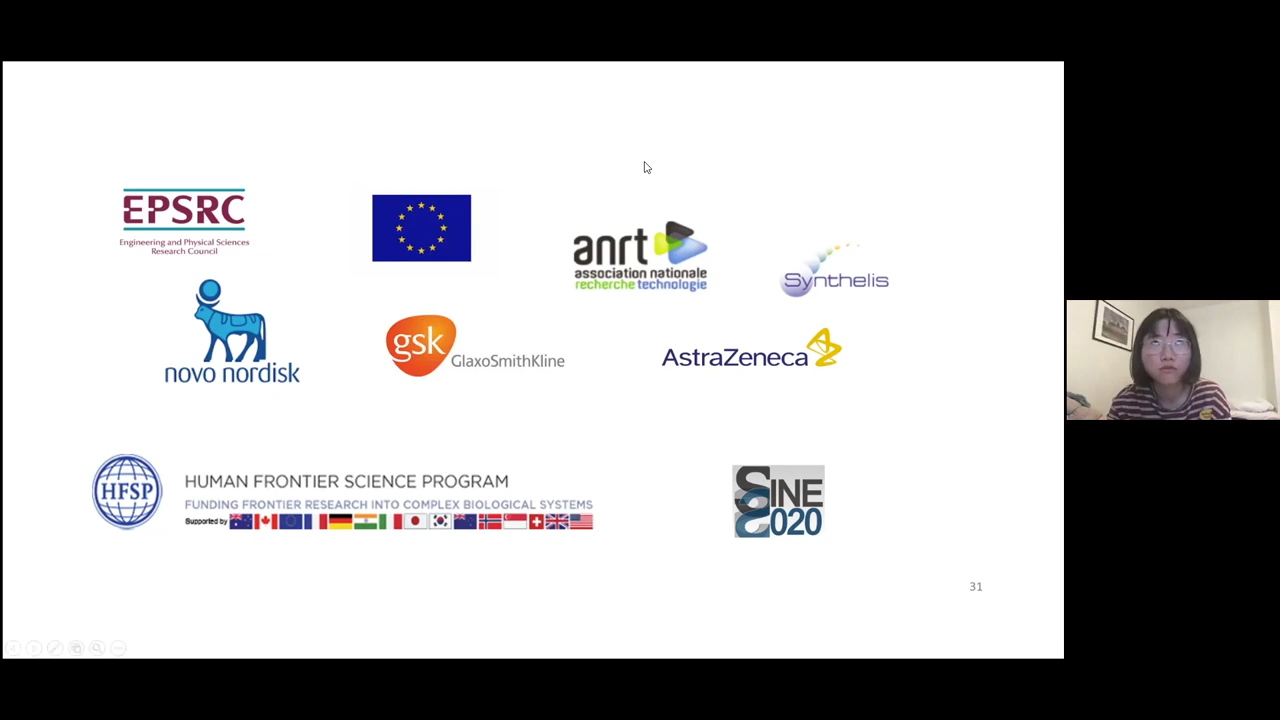 EPSRC
Engineering and Physical Sciences
Research Council
anrt
association nationale
recherche technologie
Synthelis
novo nordisk
gsk
GlaxoSmithKline
AstraZeneca
HFSP
HUMAN FRONTIER SCIENCE PROGRAM
FUNDING FRONTIER RESEARCH INTO COMPLEX BIOLOGICAL SYSTEMS
Supported by
SINE
2020
31